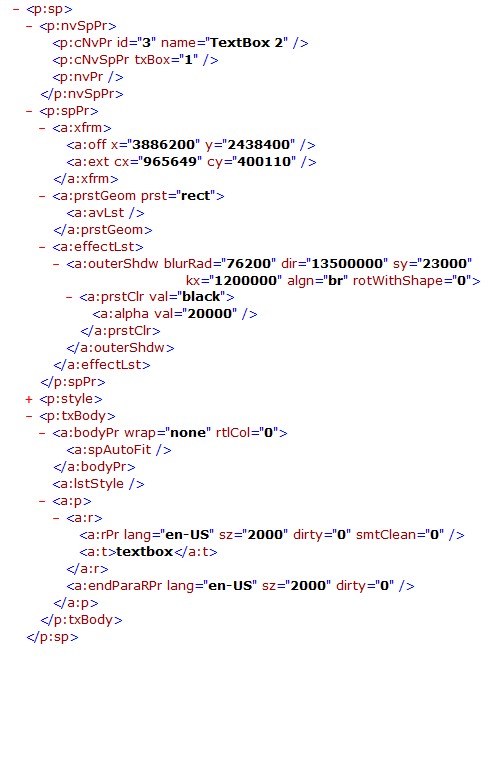 − <p:sp>
− <p:nvSpPr>
<p:cNvPr id="3" name="TextBox 2" />
<p:cNvSpPr txBox="1" />
<p:nvPr />
</p:nvSpPr>
− <p:spPr>
− <a:xfrm>
<a:off x="3886200" y="2438400" />
<a:ext cx="965649" cy="400110" />
</a:xfrm>
− <a:prstGeom prst="rect">
<a:avLst />
</a:prstGeom>
− <a:effectLst>
− <a:outerShdw blurRad="76200" dir="13500000" sy="23000"
kx="1200000" algn="br" rotWithShape="0">
− <a:prstClr val="black">
<a:alpha val="20000" />
</a:prstClr>
</a:outerShdw>
</a:effectLst>
</p:spPr>
+ <p:style>
− <p:txBody>
− <a:bodyPr wrap="none" rtlCol="0">
<a:spAutoFit />
</a:bodyPr>
<a:lstStyle />
− <a:p>
− <a:r>
<a:rPr lang="en-US" sz="2000" dirty="0" smtClean="0" />
<a:t>textbox</a:t>
</a:r>
<a:endParaRPr lang="en-US" sz="2000" dirty="0" />
</a:p>
</p:txBody>
</p:sp>